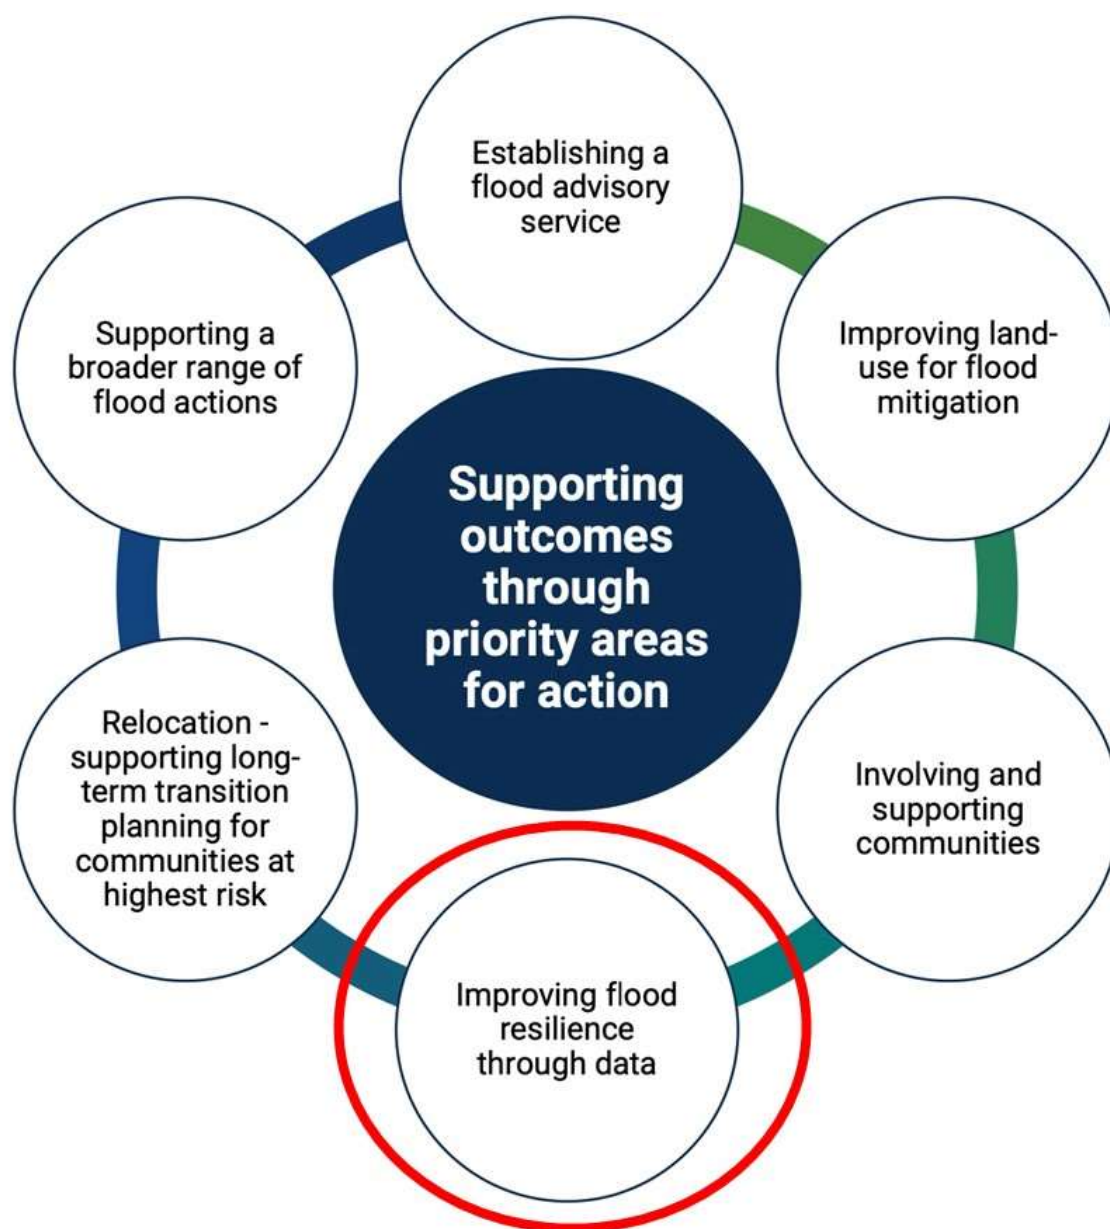 Establishing a
flood advisory
service
Supporting a
broader range of
flood actions
Improving land-
use for flood
mitigation
Supporting
outcomes
through
priority areas
for action
Relocation -
supporting long-
term transition
planning for
communities at
highest risk
Involving and
supporting
communities
Improving flood
resilience
through data